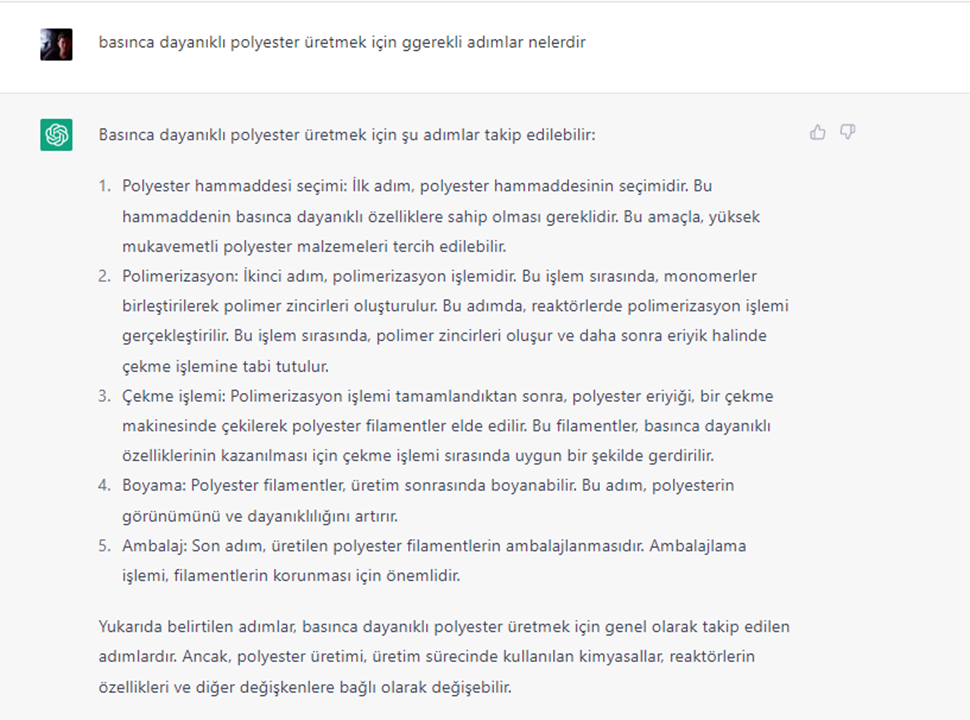 basınca dayanıklı polyester üretmek için ggerekli adımlar nelerdir
Basınca dayanıklı polyester üretmek için şu adımlar takip edilebilir:
1. Polyester hammaddesi seçimi: İlk adım, polyester hammaddesinin seçimidir. Bu
hammaddenin basınca dayanıklı özelliklere sahip olması gereklidir. Bu amaçla, yüksek
mukavemetli polyester malzemeleri tercih edilebilir.
2. Polimerizasyon: İkinci adım, polimerizasyon işlemidir. Bu işlem sırasında, monomerler
birleştirilerek polimer zincirleri oluşturulur. Bu adımda, reaktörlerde polimerizasyon işlemi
gerçekleştirilir. Bu işlem sırasında, polimer zincirleri oluşur ve daha sonra eriyik halinde
çekme işlemine tabi tutulur.
3. Çekme işlemi: Polimerizasyon işlemi tamamlandıktan sonra, polyester eriyiği, bir çekme
makinesinde çekilerek polyester filamentler elde edilir. Bu filamentler, basınca dayanıklı
özelliklerinin kazanılması için çekme işlemi sırasında uygun bir şekilde gerdirilir.
4. Boyama: Polyester filamentler, üretim sonrasında boyanabilir. Bu adım, polyesterin
görünümünü ve dayanıklılığını artırır.
5. Ambalaj: Son adım, üretilen polyester filamentlerin ambalajlanmasıdır. Ambalajlama
işlemi, filamentlerin korunması için önemlidir.
Yukarıda belirtilen adımlar, basınca dayanıklı polyester üretmek için genel olarak takip edilen
adımlardır. Ancak, polyester üretimi, üretim sürecinde kullanılan kimyasallar, reaktörlerin
özellikleri ve diğer değişkenlere bağlı olarak değişebilir.